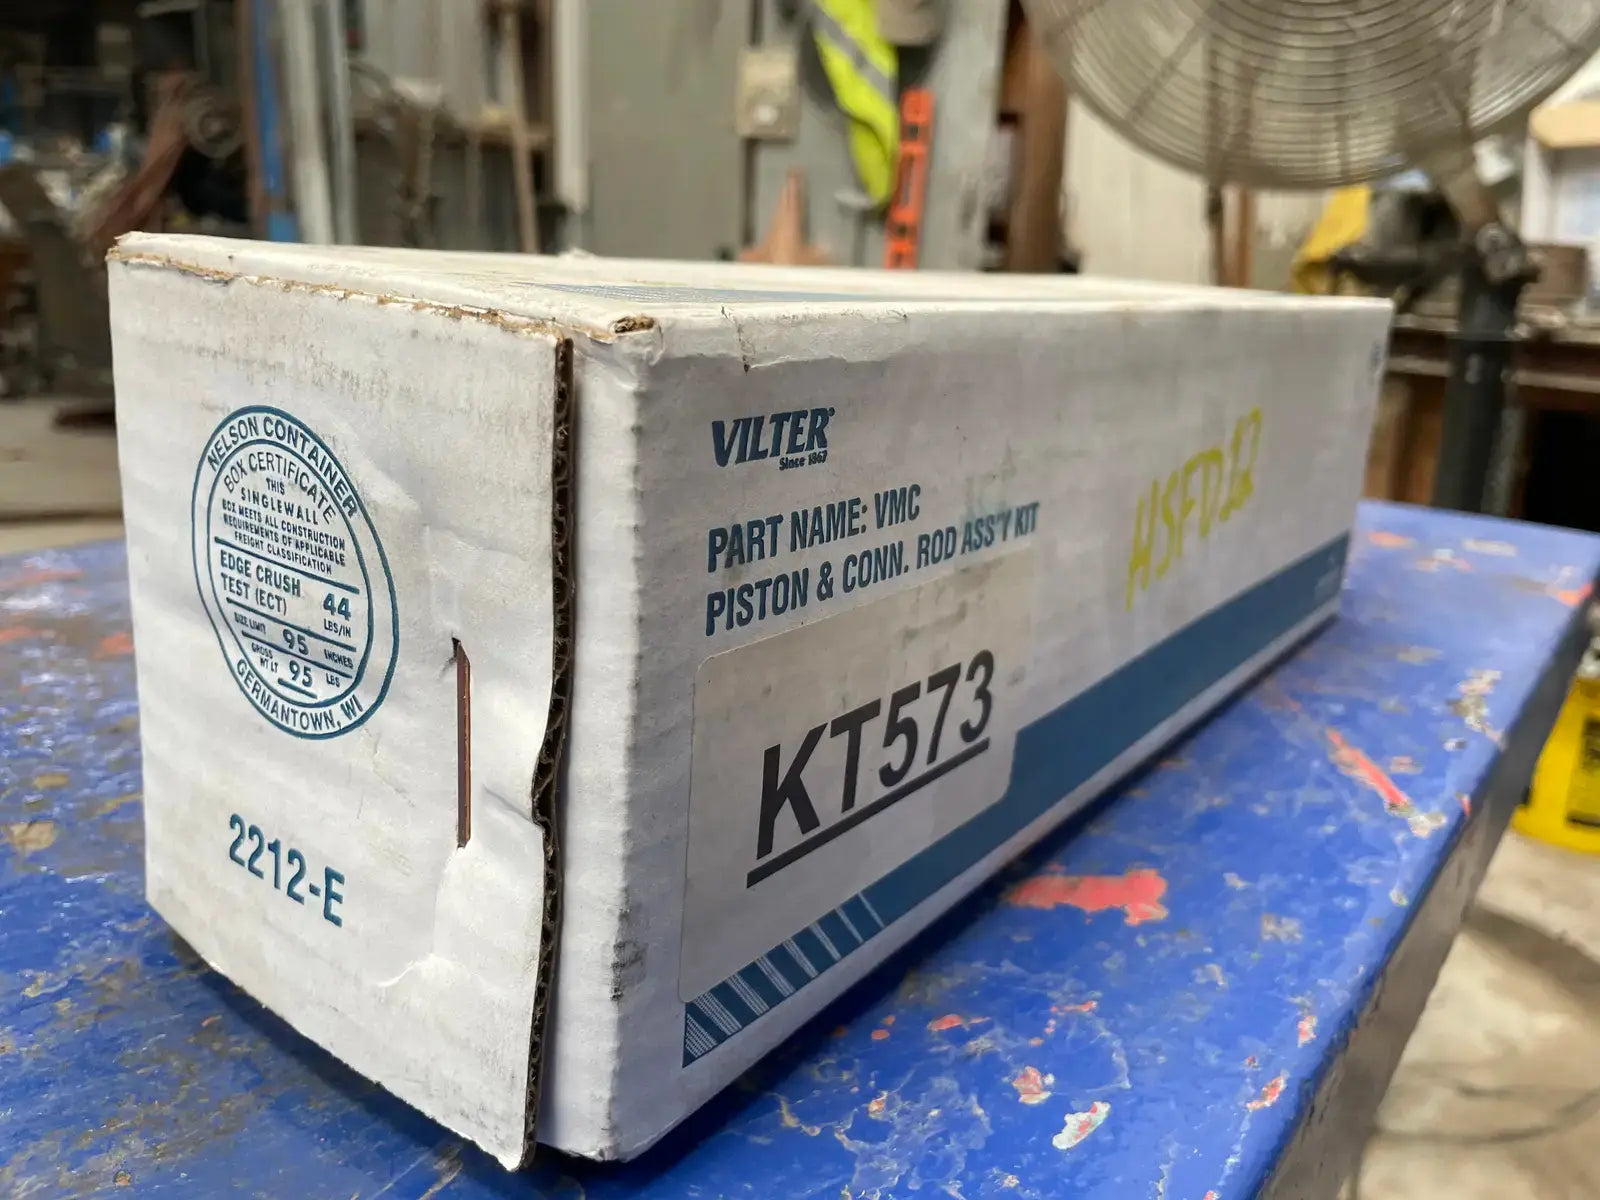 NELSON CONTAINER
BOX CERTIFICATE
THIS
SINGLEWALL
BOX MEETS ALL CONSTRUCTION
REQUIREMENTS OF APPLICABLE
FREIGHT CLASSIFICATION
EDGE CRUSH
TEST (ECT) 44
LBS/IN
SIZE LIMIT 95 INCHES
GROSS
WT LT 95 LBS
GERMANTOWN, WI
2212-E
VILTER
Since 1867
PART NAME: VMC
PISTON & CONN. ROD ASS'Y KIT
KT573